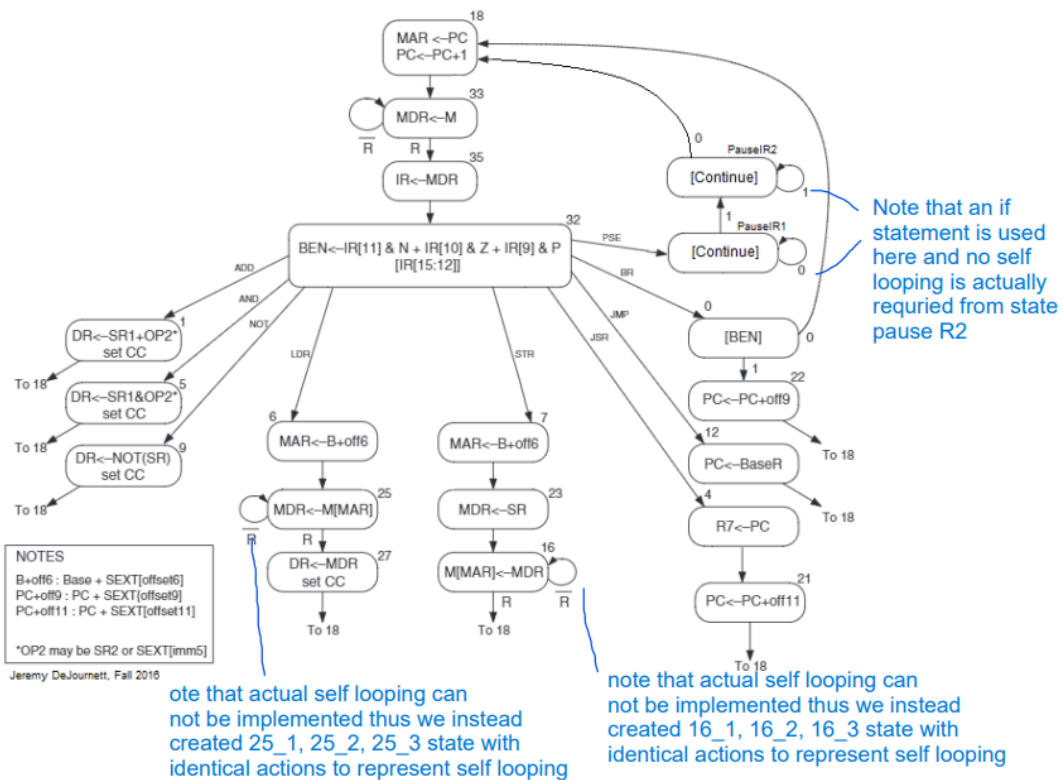 18
MAR <–PC
PC<–PC+1
33
MDR<–M
R
R
35
IR<–MDR
32
BEN<–IR[11] & N + IR[10] & Z + IR[9] & P
[IR[15:12]]
0
PauseIR2
[Continue]
1
1
PauseIR1
[Continue]
0
PSE
Note that an if
statement is used
here and no self
looping is actually
requried from state
pause R2
ADD
AND
NOT
LDR
STR
JSR
JMP
BR
0
[BEN]
0
1
1
DR<–SR1+OP2*
set CC
To 18
5
DR<–SR1&OP2*
set CC
To 18
9
DR<–NOT(SR)
set CC
To 18
6
MAR<–B+off6
25
MDR<–M[MAR]
R
R
27
DR<–MDR
set CC
To 18
7
MAR<–B+off6
23
MDR<–SR
16
M[MAR]<–MDR
R
R
To 18
22
PC<–PC+off9
To 18
12
PC<–BaseR
To 18
4
R7<–PC
21
PC<–PC+off11
To 18
NOTES
B+off6 : Base + SEXT[offset6]
PC+off9 : PC + SEXT[offset9]
PC+off11 : PC + SEXT[offset11]
*OP2 may be SR2 or SEXT[imm5]
Jeremy DeJournett, Fall 2016
ote that actual self looping can
not be implemented thus we instead
created 25_1, 25_2, 25_3 state with
identical actions to represent self looping
note that actual self looping can
not be implemented thus we instead
created 16_1, 16_2, 16_3 state with
identical actions to represent self looping